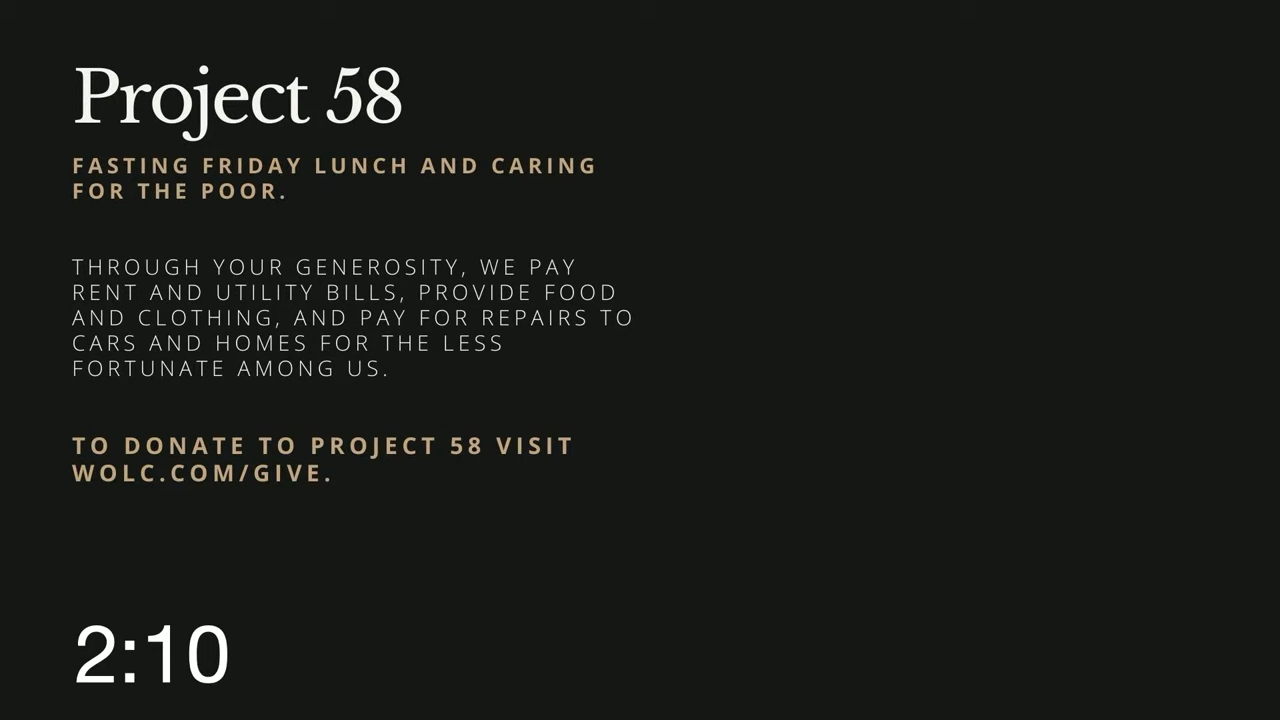 Project 58
FASTING FRIDAY LUNCH AND CARING
FOR THE POOR.
THROUGH YOUR GENEROSITY, WE PAY
RENT AND UTILITY BILLS, PROVIDE FOOD
AND CLOTHING, AND PAY FOR REPAIRS TO
CARS AND HOMES FOR THE LESS
FORTUNATE AMONG US.
TO DONATE TO PROJECT 58 VISIT
WOLC.COM/GIVE.
2:10